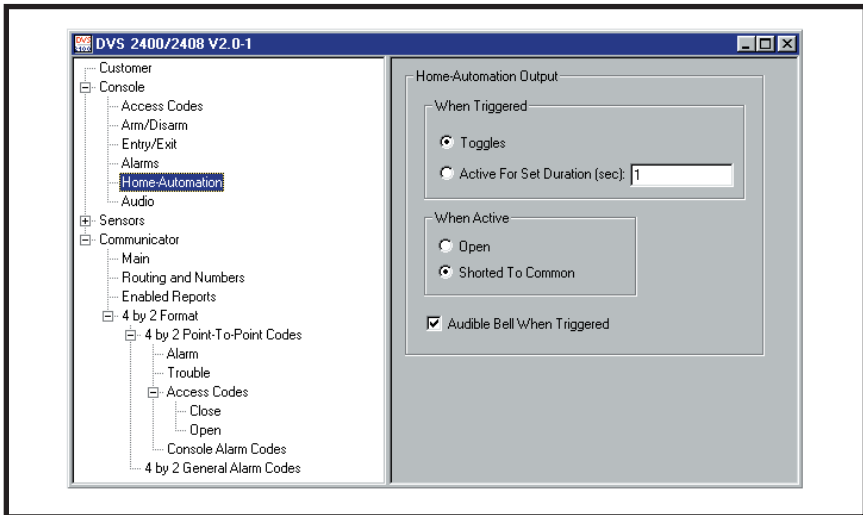 DVS 2400/2408 V2.0-1
Customer
Console
Access Codes
Arm/Disarm
Entry/Exit
Alarms
Home-Automation
Audio
Sensors
Communicator
Main
Routing and Numbers
Enabled Reports
4 by 2 Format
4 by 2 Point-To-Point Codes
Alarm
Trouble
Access Codes
Close
Open
Console Alarm Codes
4 by 2 General Alarm Codes
Home-Automation Output
When Triggered
Toggles
Active For Set Duration (sec): 1
When Active
Open
Shorted To Common
Audible Bell When Triggered